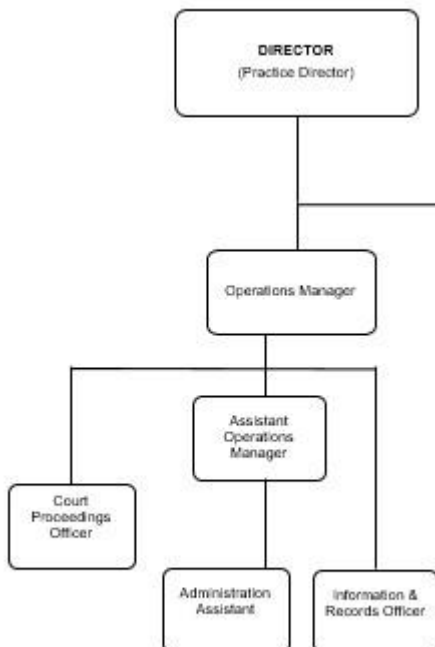 DIRECTOR
(Practice Director)
Operations Manager
Assistant
Operations
Manager
Court
Proceedings
Officer
Administration
Assistant
Information &
Records Officer